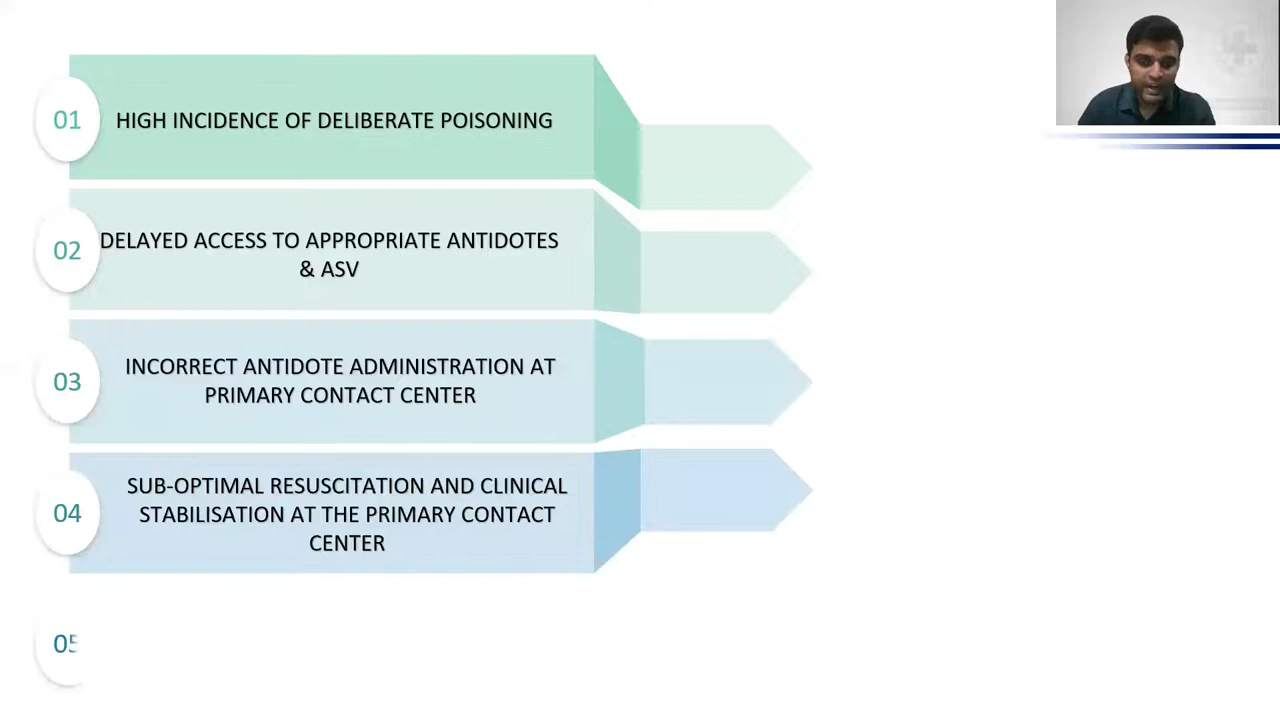 01
HIGH INCIDENCE OF DELIBERATE POISONING
02
DELAYED ACCESS TO APPROPRIATE ANTIDOTES
& ASV
03
INCORRECT ANTIDOTE ADMINISTRATION AT
PRIMARY CONTACT CENTER
04
SUB-OPTIMAL RESUSCITATION AND CLINICAL
STABILISATION AT THE PRIMARY CONTACT
CENTER
05